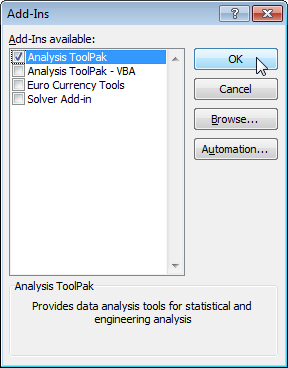 Add-Ins
Add-Ins available:
Analysis ToolPak
Analysis ToolPak - VBA
Euro Currency Tools
Solver Add-in
OK
Cancel
Browse...
Automation...
Analysis ToolPak
Provides data analysis tools for statistical and
engineering analysis